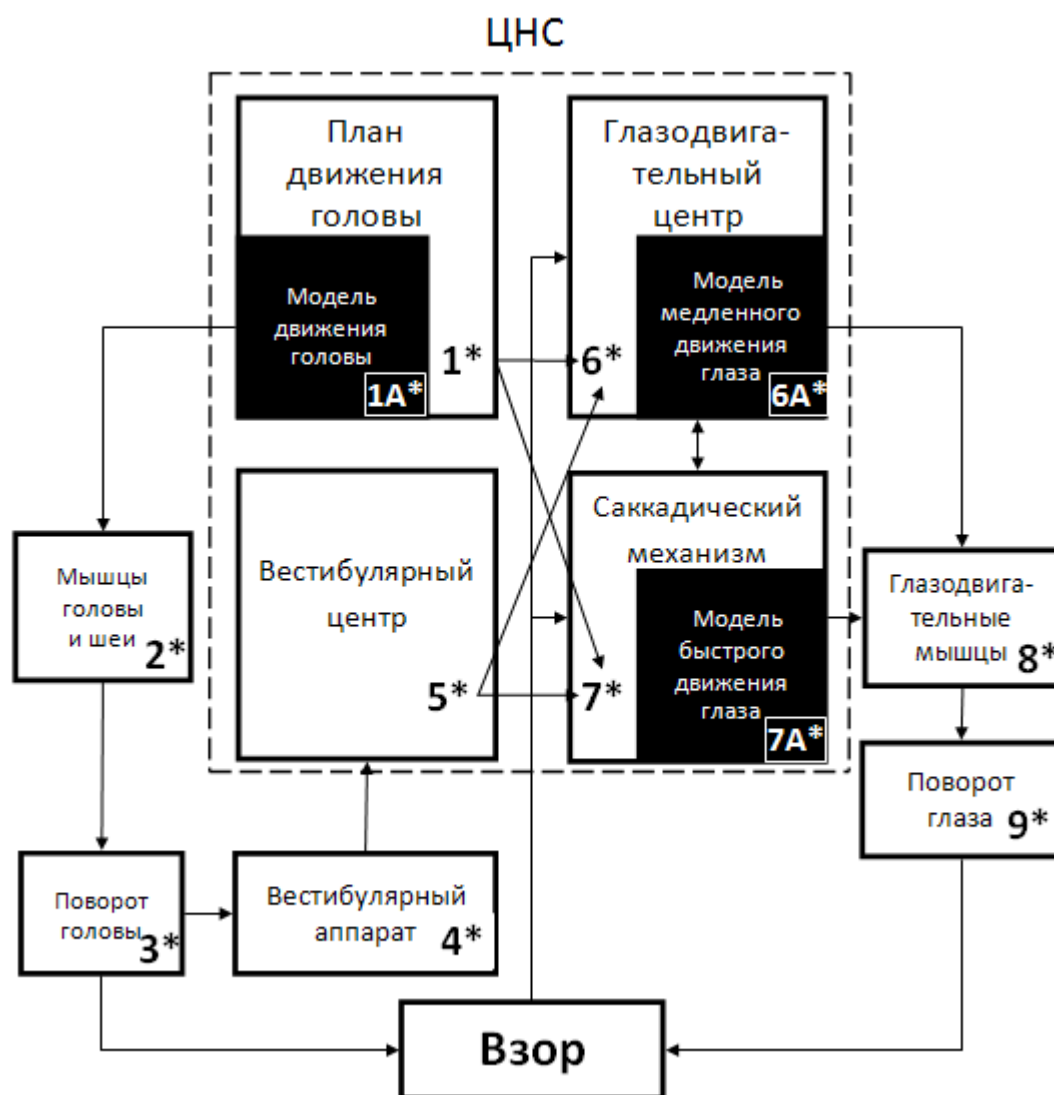 ЦНС
План
движения
головы
Модель
движения
головы
1А*
1*
Глазодвига-
тельный
центр
6*
Модель
медленного
движения
глаза
6А*
Вестибулярный
центр
5*
Саккадический
механизм
7*
Модель
быстрого
движения
глаза
7А*
Мышцы
головы
и шеи 2*
Глазодвига-
тельные
мышцы 8*
Поворот
головы 3*
Вестибулярный
аппарат 4*
Поворот
глаза 9*
Взор